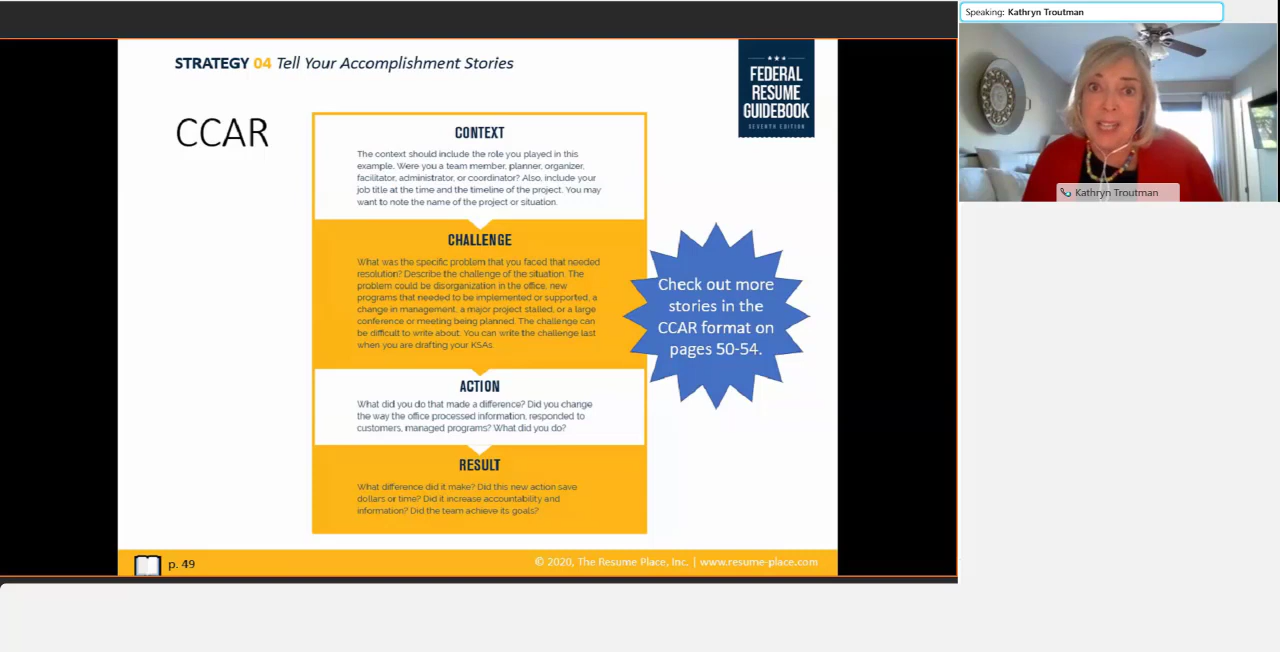 Speaking: Kathryn Troutman
STRATEGY 04 Tell Your Accomplishment Stories
FEDERAL
RESUME
GUIDEBOOK
SEVENTH EDITION
CCAR
CONTEXT
The context should include the role you played in this
example. Were you a team member, planner, organizer,
facilitator, administrator, or coordinator? Also, include your
job title at the time and the timeline of the project. You may
want to note the name of the project or situation.
CHALLENGE
What was the specific problem that you faced that needed
resolution? Describe the challenge of the situation. The
problem could be disorganization in the office, new
programs that needed to be implemented or supported, a
change in management, a major project stalled, or a large
conference or meeting being planned. The challenge can
be difficult to write about. You can write the challenge last
when you are drafting your KSAs.
ACTION
What did you do that made a difference? Did you change
the way the office processed information, responded to
customers, managed programs? What did you do?
RESULT
What difference did it make? Did this new action save
dollars or time? Did it increase accountability and
information? Did the team achieve its goals?
Check out more
stories in the
CCAR format on
pages 50-54.
Kathryn Troutman
p. 49
© 2020, The Resume Place, Inc. | www.resume-place.com